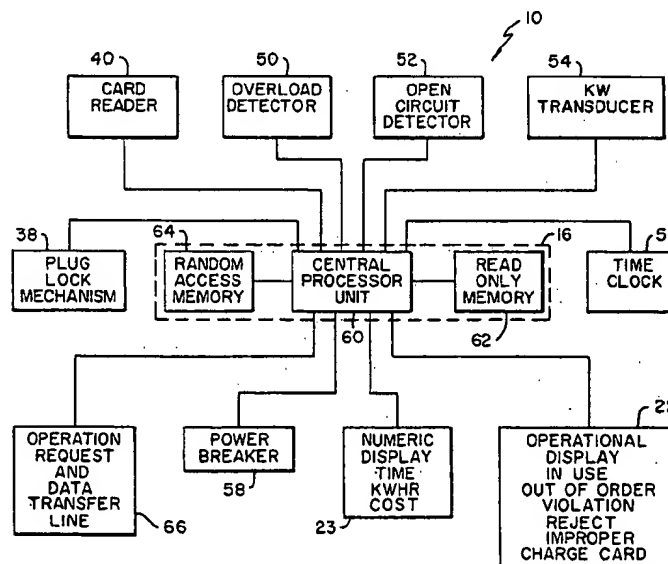 10
40
50
52
54
CARD
READER
OVERLOAD
DETECTOR
OPEN
CIRCUIT
DETECTOR
KW
TRANSDUCER
38
64
16
5
PLUG
LOCK
MECHANISM
RANDOM
ACCESS
MEMORY
CENTRAL
PROCESSOR
UNIT
READ
ONLY
MEMORY
TIME
CLOCK
60
62
OPERATION
REQUEST
AND
DATA
TRANSFER
LINE
66
POWER
BREAKER
58
NUMERIC
DISPLAY
TIME
KWHR
COST
23
OPERATIONAL
DISPLAY
IN USE
OUT OF ORDER
VIOLATION
REJECT
IMPROPER
CHARGE CARD